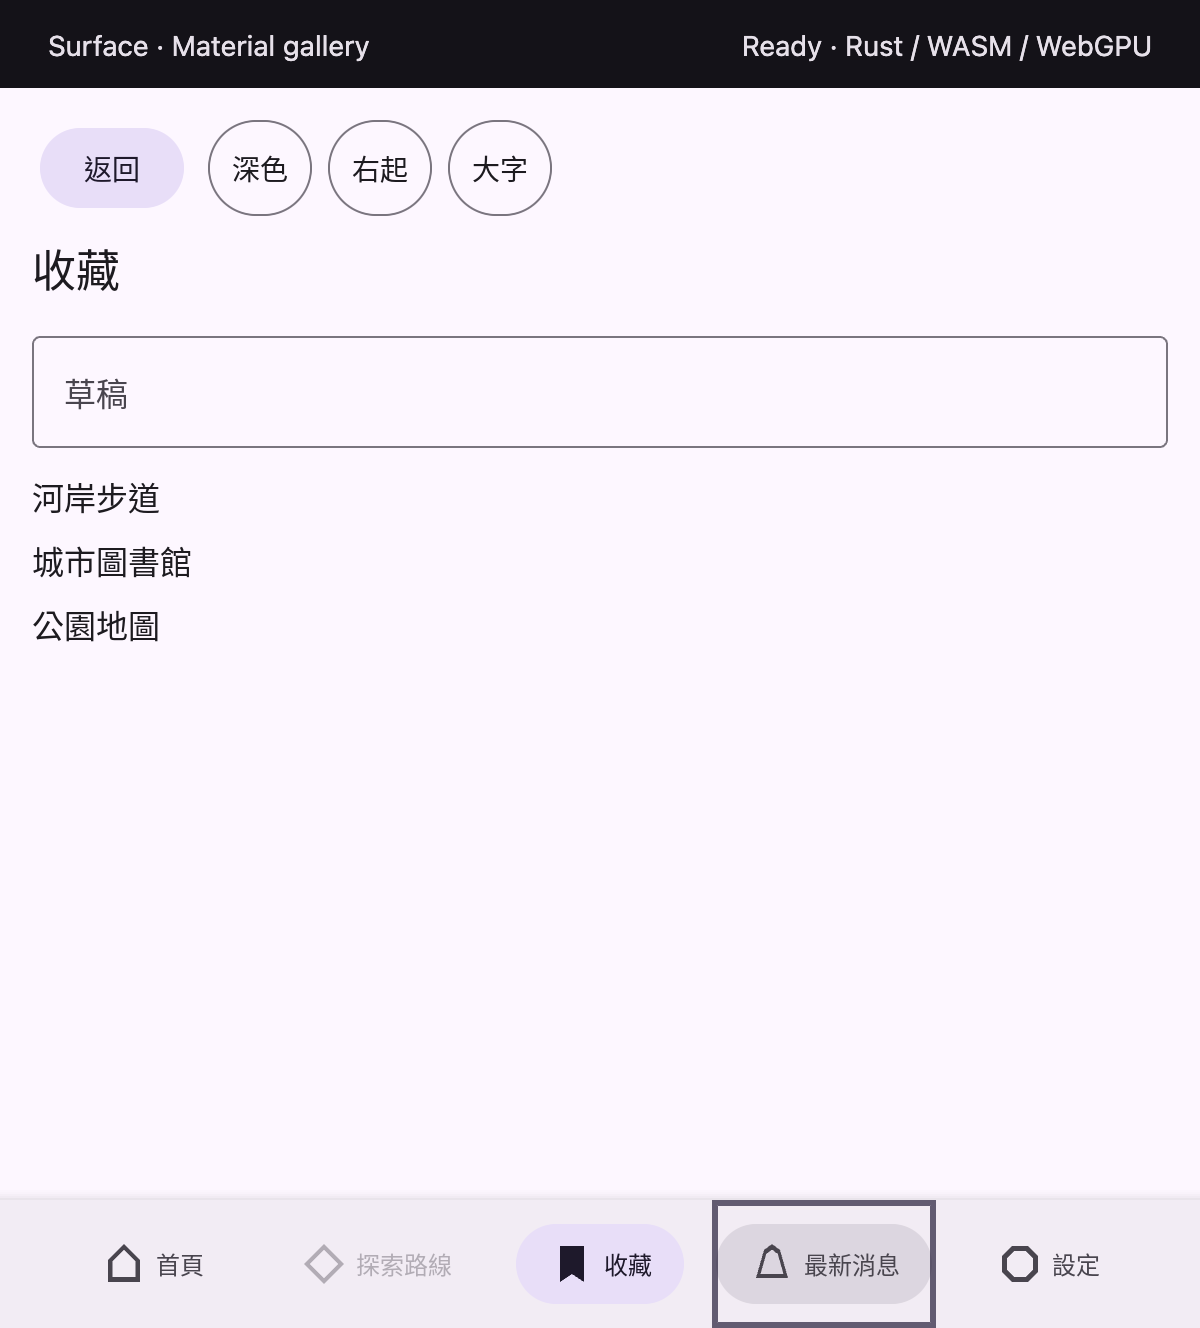 Surface · Material gallery
Ready · Rust / WASM / WebGPU
返回
深色
右起
大字
收藏
草稿
河岸步道
城市圖書館
公園地圖
首頁
探索路線
收藏
最新消息
設定